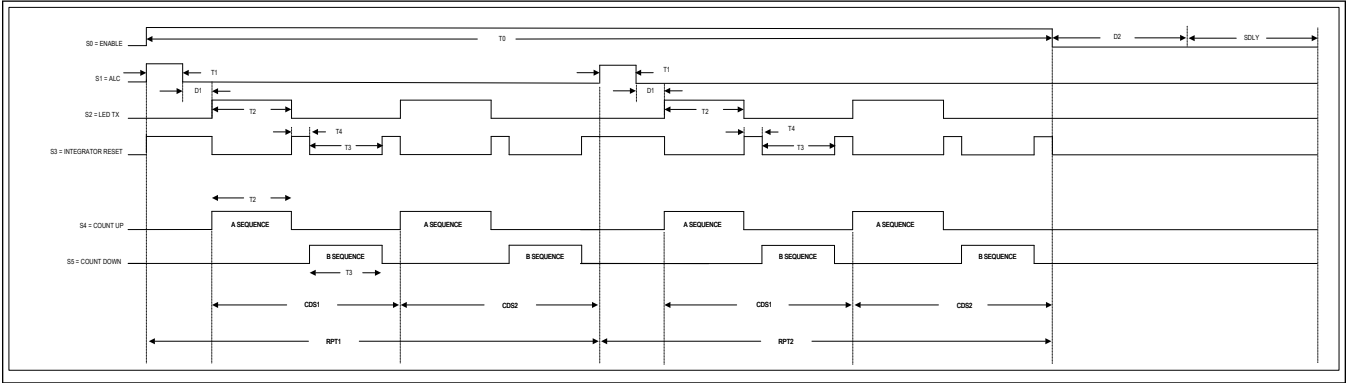 S0 = ENABLE
T0
D2
SDLY
S1 = ALC
T1
T1
D1
D1
S2 = LED TX
T2
T2
T4
T4
S3 = INTEGRATOR RESET
T3
T3
T2
S4 = COUNT UP
A SEQUENCE
A SEQUENCE
A SEQUENCE
A SEQUENCE
S5 = COUNT DOWN
B SEQUENCE
B SEQUENCE
B SEQUENCE
B SEQUENCE
T3
CDS1
CDS2
CDS1
CDS2
RPT1
RPT2